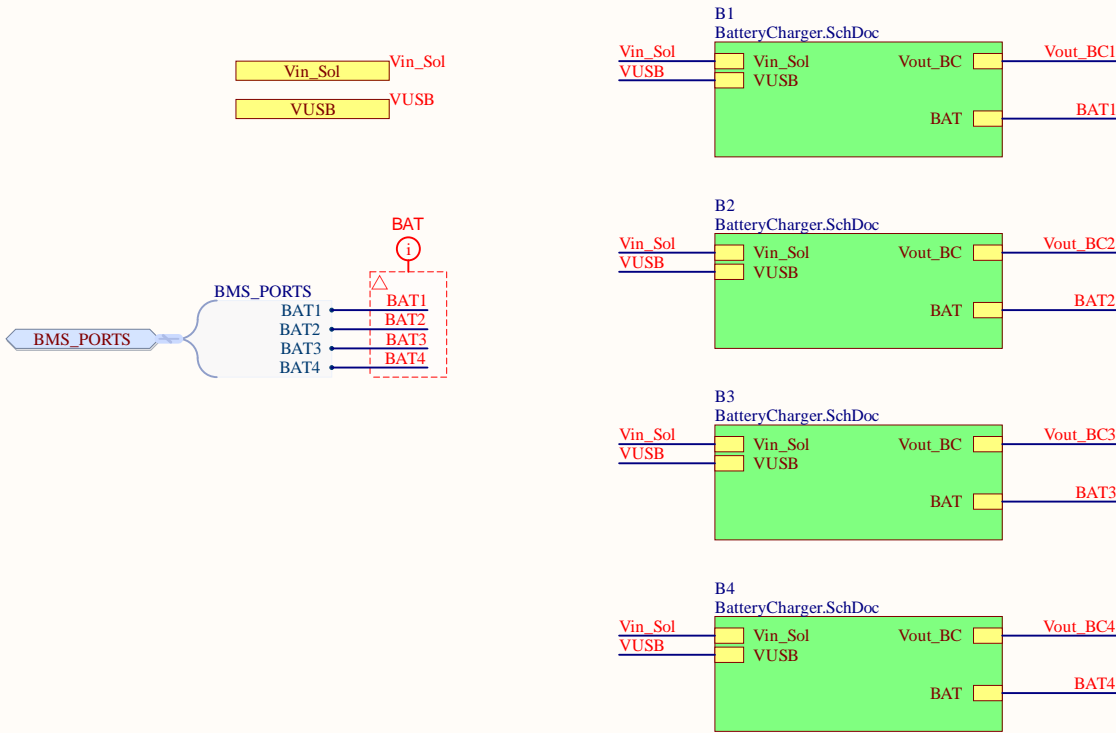 Vin_Sol
Vin_Sol
VUSB
VUSB
BAT
i
BMS_PORTS
BMS_PORTS
BAT1
BAT1
BAT2
BAT2
BAT3
BAT3
BAT4
BAT4
B1
BatteryCharger.SchDoc
Vin_Sol
Vin_Sol
Vout_BC
Vout_BC1
VUSB
VUSB
BAT
BAT1
B2
BatteryCharger.SchDoc
Vin_Sol
Vin_Sol
Vout_BC
Vout_BC2
VUSB
VUSB
BAT
BAT2
B3
BatteryCharger.SchDoc
Vin_Sol
Vin_Sol
Vout_BC
Vout_BC3
VUSB
VUSB
BAT
BAT3
B4
BatteryCharger.SchDoc
Vin_Sol
Vin_Sol
Vout_BC
Vout_BC4
VUSB
VUSB
BAT
BAT4